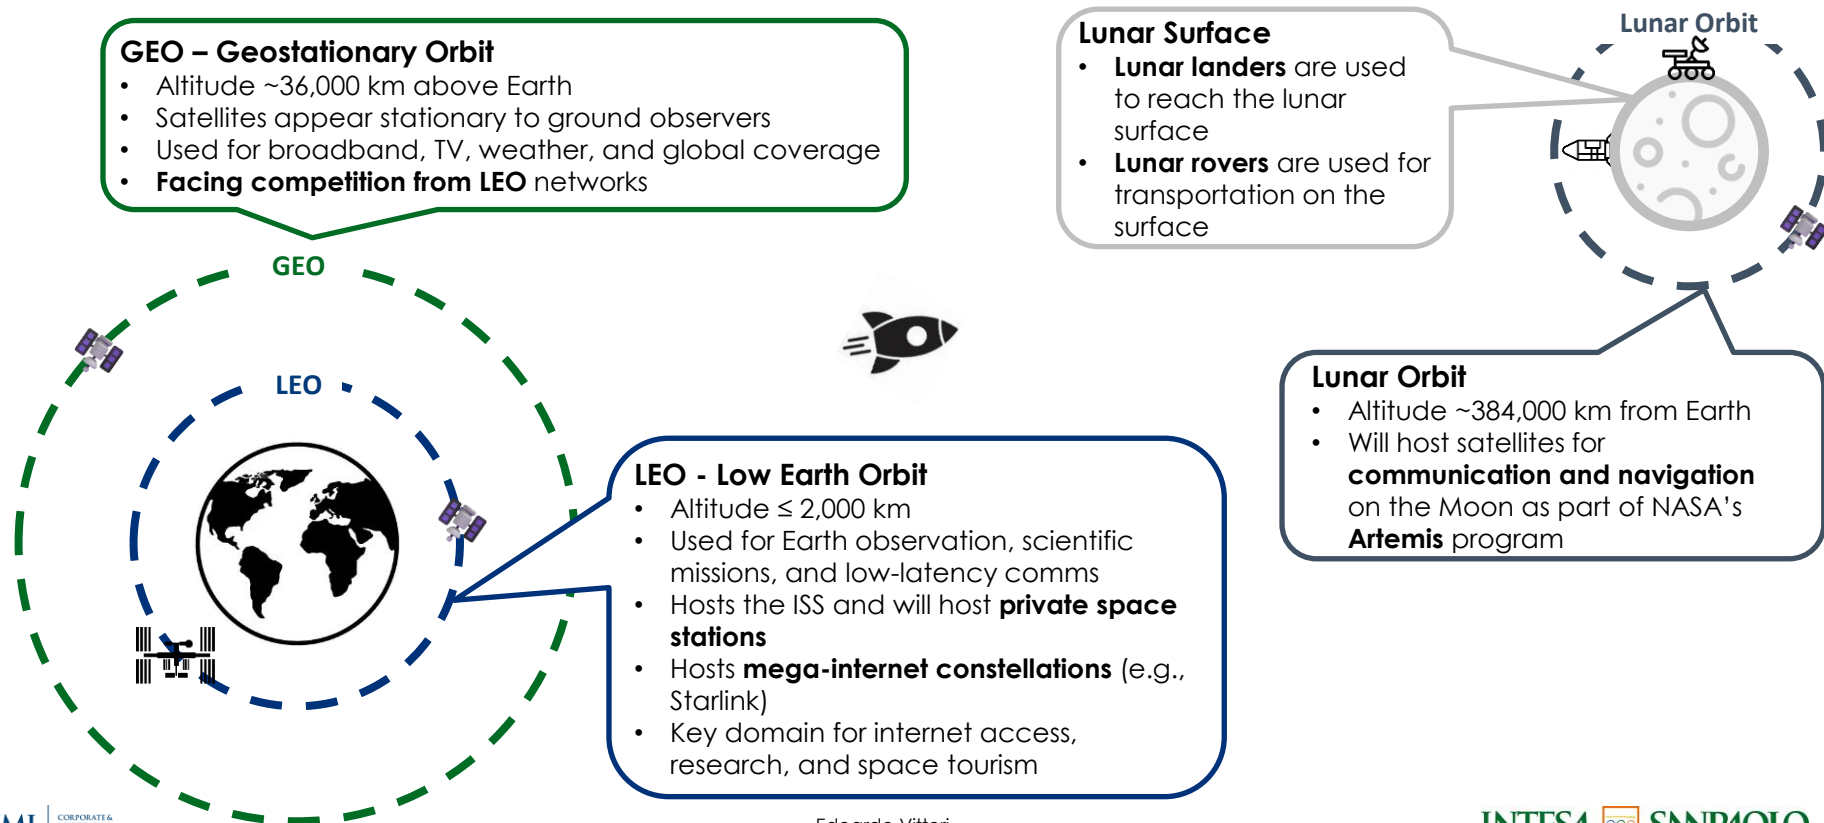 GEO – Geostationary Orbit
• Altitude ~36,000 km above Earth
• Satellites appear stationary to ground observers
• Used for broadband, TV, weather, and global coverage
• Facing competition from LEO networks
Lunar Surface
• Lunar landers are used
to reach the lunar
surface
• Lunar rovers are used for
transportation on the
surface
Lunar Orbit
GEO
LEO
LEO - Low Earth Orbit
• Altitude ≤ 2,000 km
• Used for Earth observation, scientific
missions, and low-latency comms
• Hosts the ISS and will host private space
stations
• Hosts mega-internet constellations (e.g.,
Starlink)
• Key domain for internet access,
research, and space tourism
Lunar Orbit
• Altitude ~384,000 km from Earth
• Will host satellites for
communication and navigation
on the Moon as part of NASA's
Artemis program
CORPORATE &
INTESA SANPAOLO